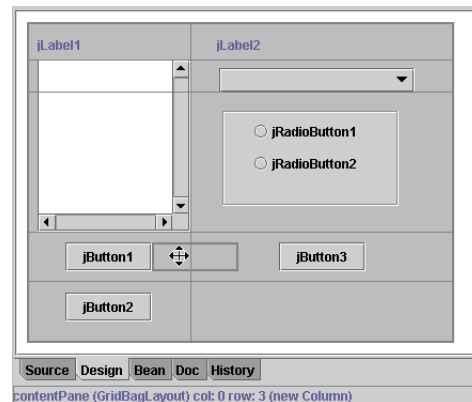 jLabel1 jLabel2
jRadioButton1
jRadioButton2
jButton1 jButton3
jButton2
Source Design Bean Doc History
contentPane (GridBagLayout) col: 0 row: 3 (new Column)